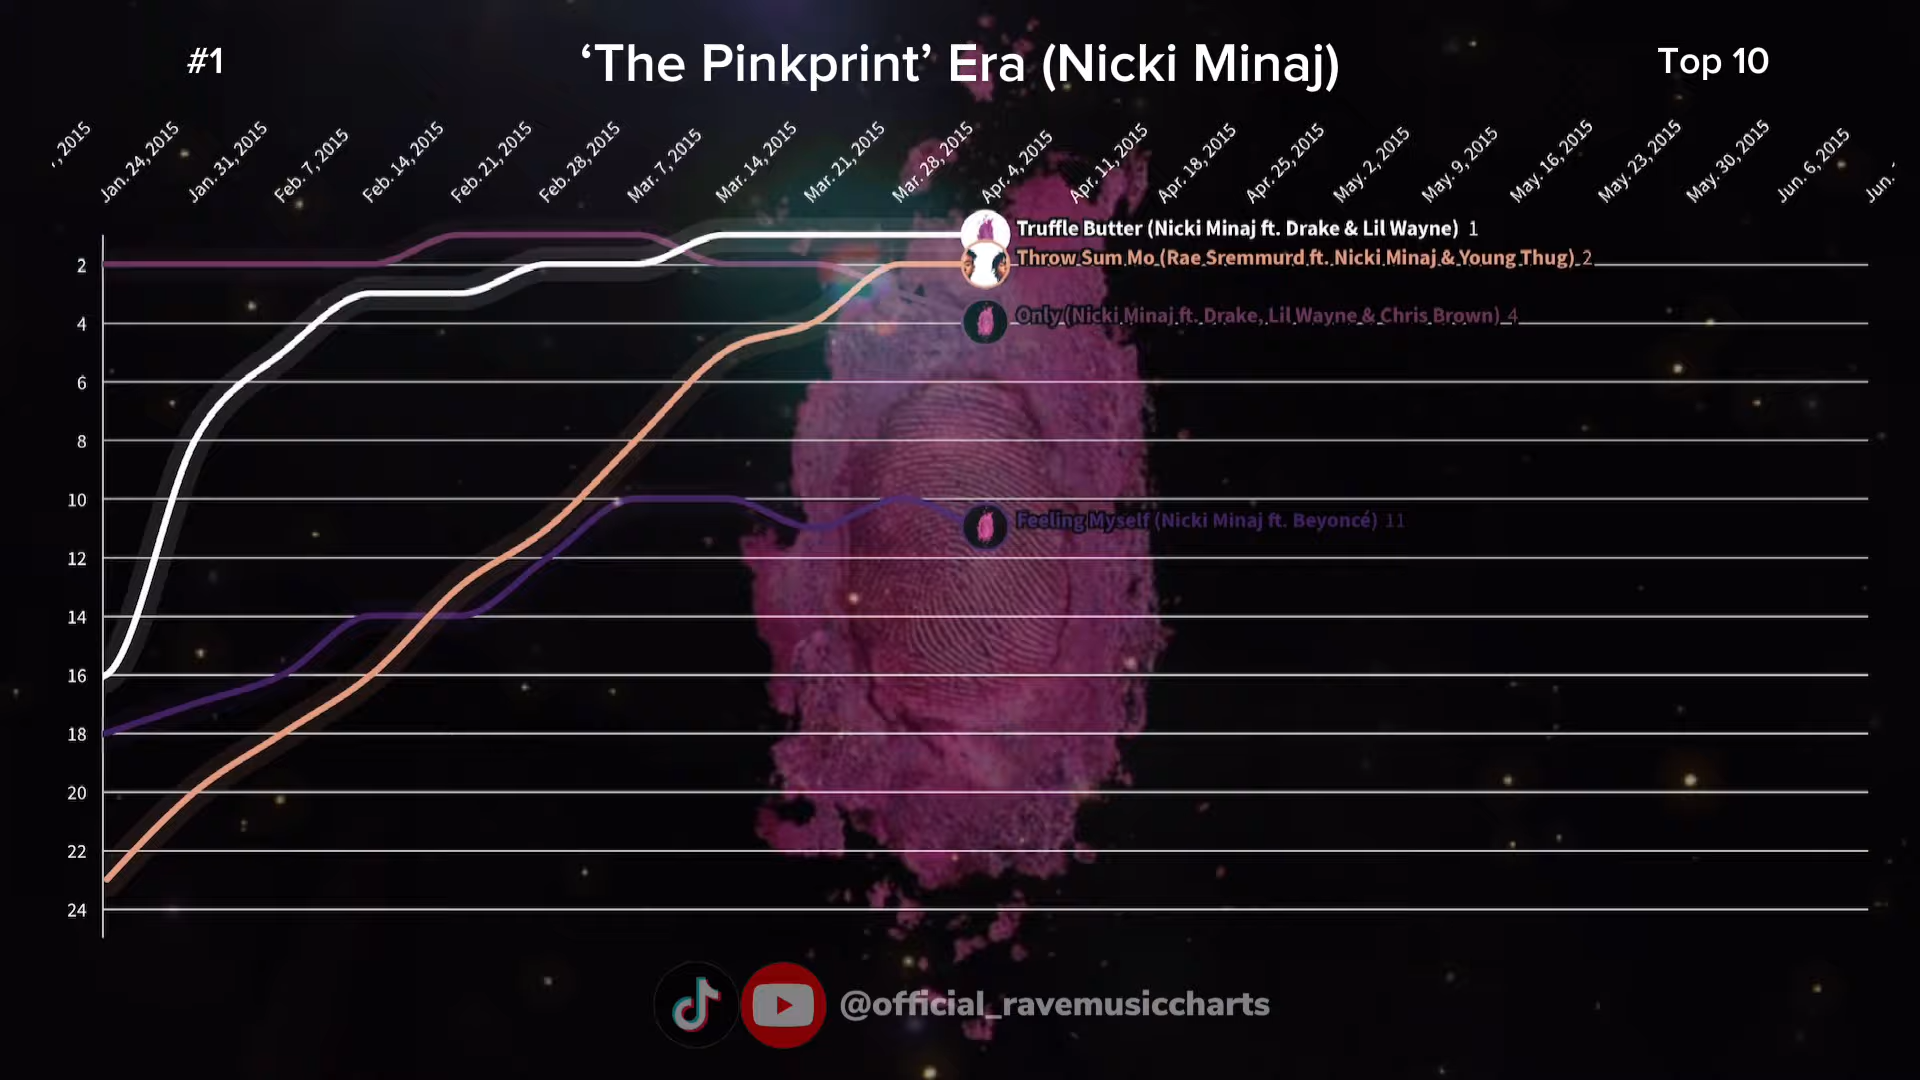 #1
‘The Pinkprint’ Era (Nicki Minaj)
Top 10
, 2015
Jan. 24, 2015
Jan. 31, 2015
Feb. 7, 2015
Feb. 14, 2015
Feb. 21, 2015
Feb. 28, 2015
Mar. 7, 2015
Mar. 14, 2015
Mar. 21, 2015
Mar. 28, 2015
Apr. 4, 2015
Apr. 11, 2015
Apr. 18, 2015
Apr. 25, 2015
May. 2, 2015
May. 9, 2015
May. 16, 2015
May. 23, 2015
May. 30, 2015
Jun. 6, 2015
Jun.
Truffle Butter (Nicki Minaj ft. Drake & Lil Wayne) 1
Throw Sum Mo (Rae Sremmurd ft. Nicki Minaj & Young Thug) 2
Only (Nicki Minaj ft. Drake, Lil Wayne & Chris Brown) 4
Feeling Myself (Nicki Minaj ft. Beyoncé) 11
2
4
6
8
10
12
14
16
18
20
22
24
@official_ravemusiccharts